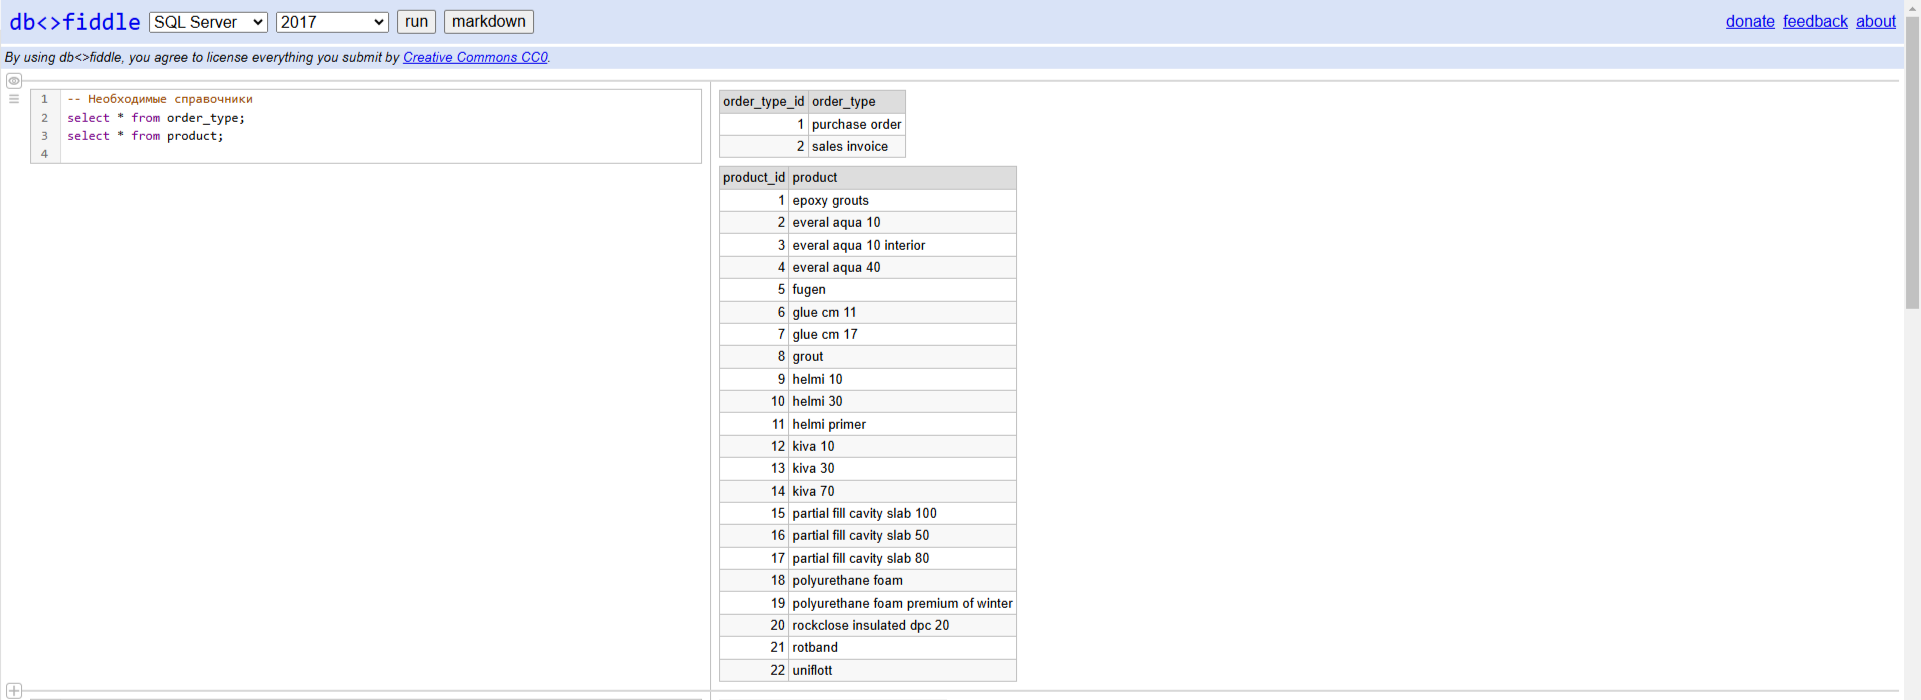 db<>fiddle SQL Server 2017 run markdown donate feedback about
By using db<>fiddle, you agree to license everything you submit by Creative Commons CC0.
1 -- Необходимые справочники
2 select * from order_type;
3 select * from product;
4
order_type_id order_type
1 purchase order
2 sales invoice
product_id product
1 epoxy grouts
2 everal aqua 10
3 everal aqua 10 interior
4 everal aqua 40
5 fugen
6 glue cm 11
7 glue cm 17
8 grout
9 helmi 10
10 helmi 30
11 helmi primer
12 kiva 10
13 kiva 30
14 kiva 70
15 partial fill cavity slab 100
16 partial fill cavity slab 50
17 partial fill cavity slab 80
18 polyurethane foam
19 polyurethane foam premium of winter
20 rockclose insulated dpc 20
21 rotband
22 uniflott